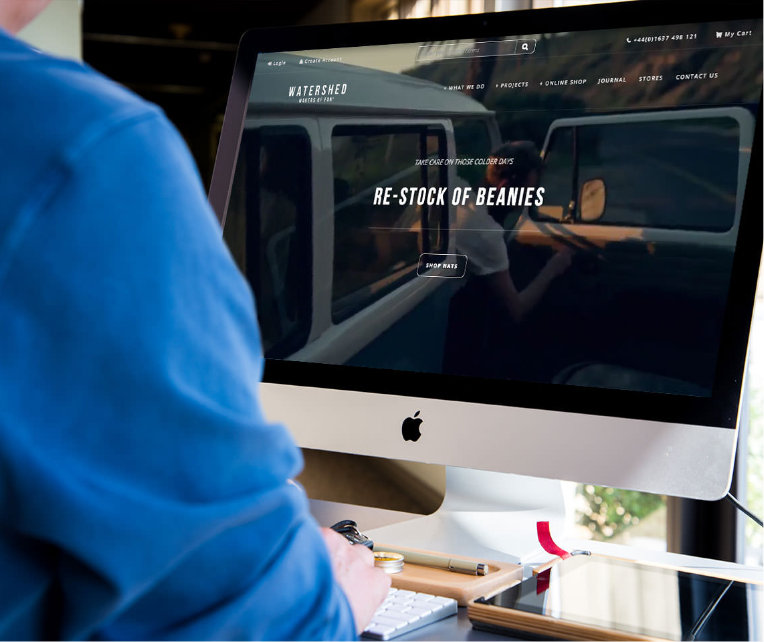 Login
Create Account
+44(0)1637 498 121
My Cart
WATERSHED
MAKERS OF FUN
+ WHAT WE DO
+ PROJECTS
+ ONLINE SHOP
JOURNAL
STORES
CONTACT US
TAKE CARE ON THOSE COLDER DAYS
RE-STOCK OF BEANIES
SHOP HATS